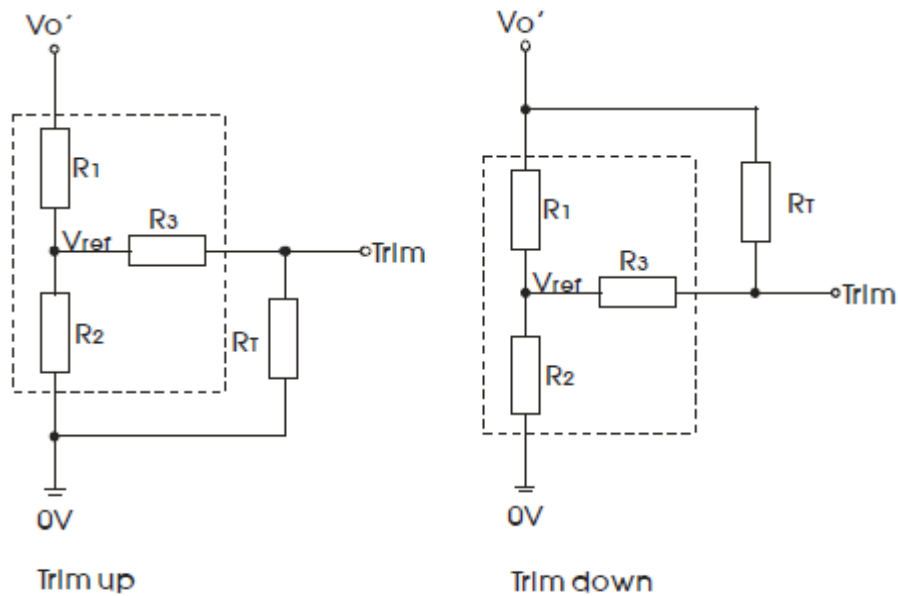 Vo′
R1
R3
Vref
Trim
R2
RT
0V
Trim up
Vo′
R1
RT
R3
Vref
Trim
R2
0V
Trim down